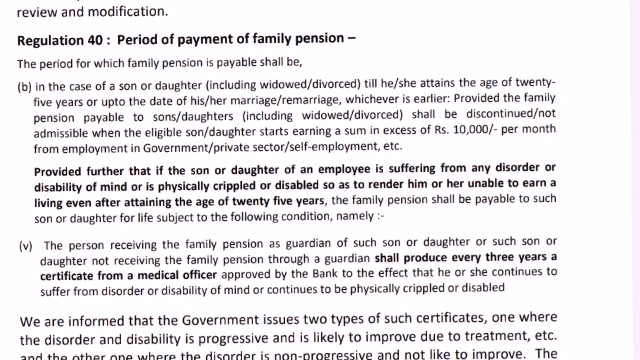 review and modification.
Regulation 40 : Period of payment of family pension –
The period for which family pension is payable shall be,
(b) in the case of a son or daughter (including widowed/divorced) till he/she attains the age of twenty-
five years or upto the date of his/her marriage/remarriage, whichever is earlier: Provided the family
pension payable to sons/daughters (including widowed/divorced) shall be discontinued/not
admissible when the eligible son/daughter starts earning a sum in excess of Rs. 10,000/- per month
from employment in Government/private sector/self-employment, etc.
Provided further that if the son or daughter of an employee is suffering from any disorder or
disability of mind or is physically crippled or disabled so as to render him or her unable to earn a
living even after attaining the age of twenty five years, the family pension shall be payable to such
son or daughter for life subject to the following condition, namely :-
(v) The person receiving the family pension as guardian of such son or daughter or such son or
daughter not receiving the family pension through a guardian shall produce every three years a
certificate from a medical officer approved by the Bank to the effect that he or she continues to
suffer from disorder or disability of mind or continues to be physically crippled or disabled
We are informed that the Government issues two types of such certificates, one where
the disorder and disability is progressive and is likely to improve due to treatment, etc.
and the other one where the disorder is non-progressive and not like to improve. The